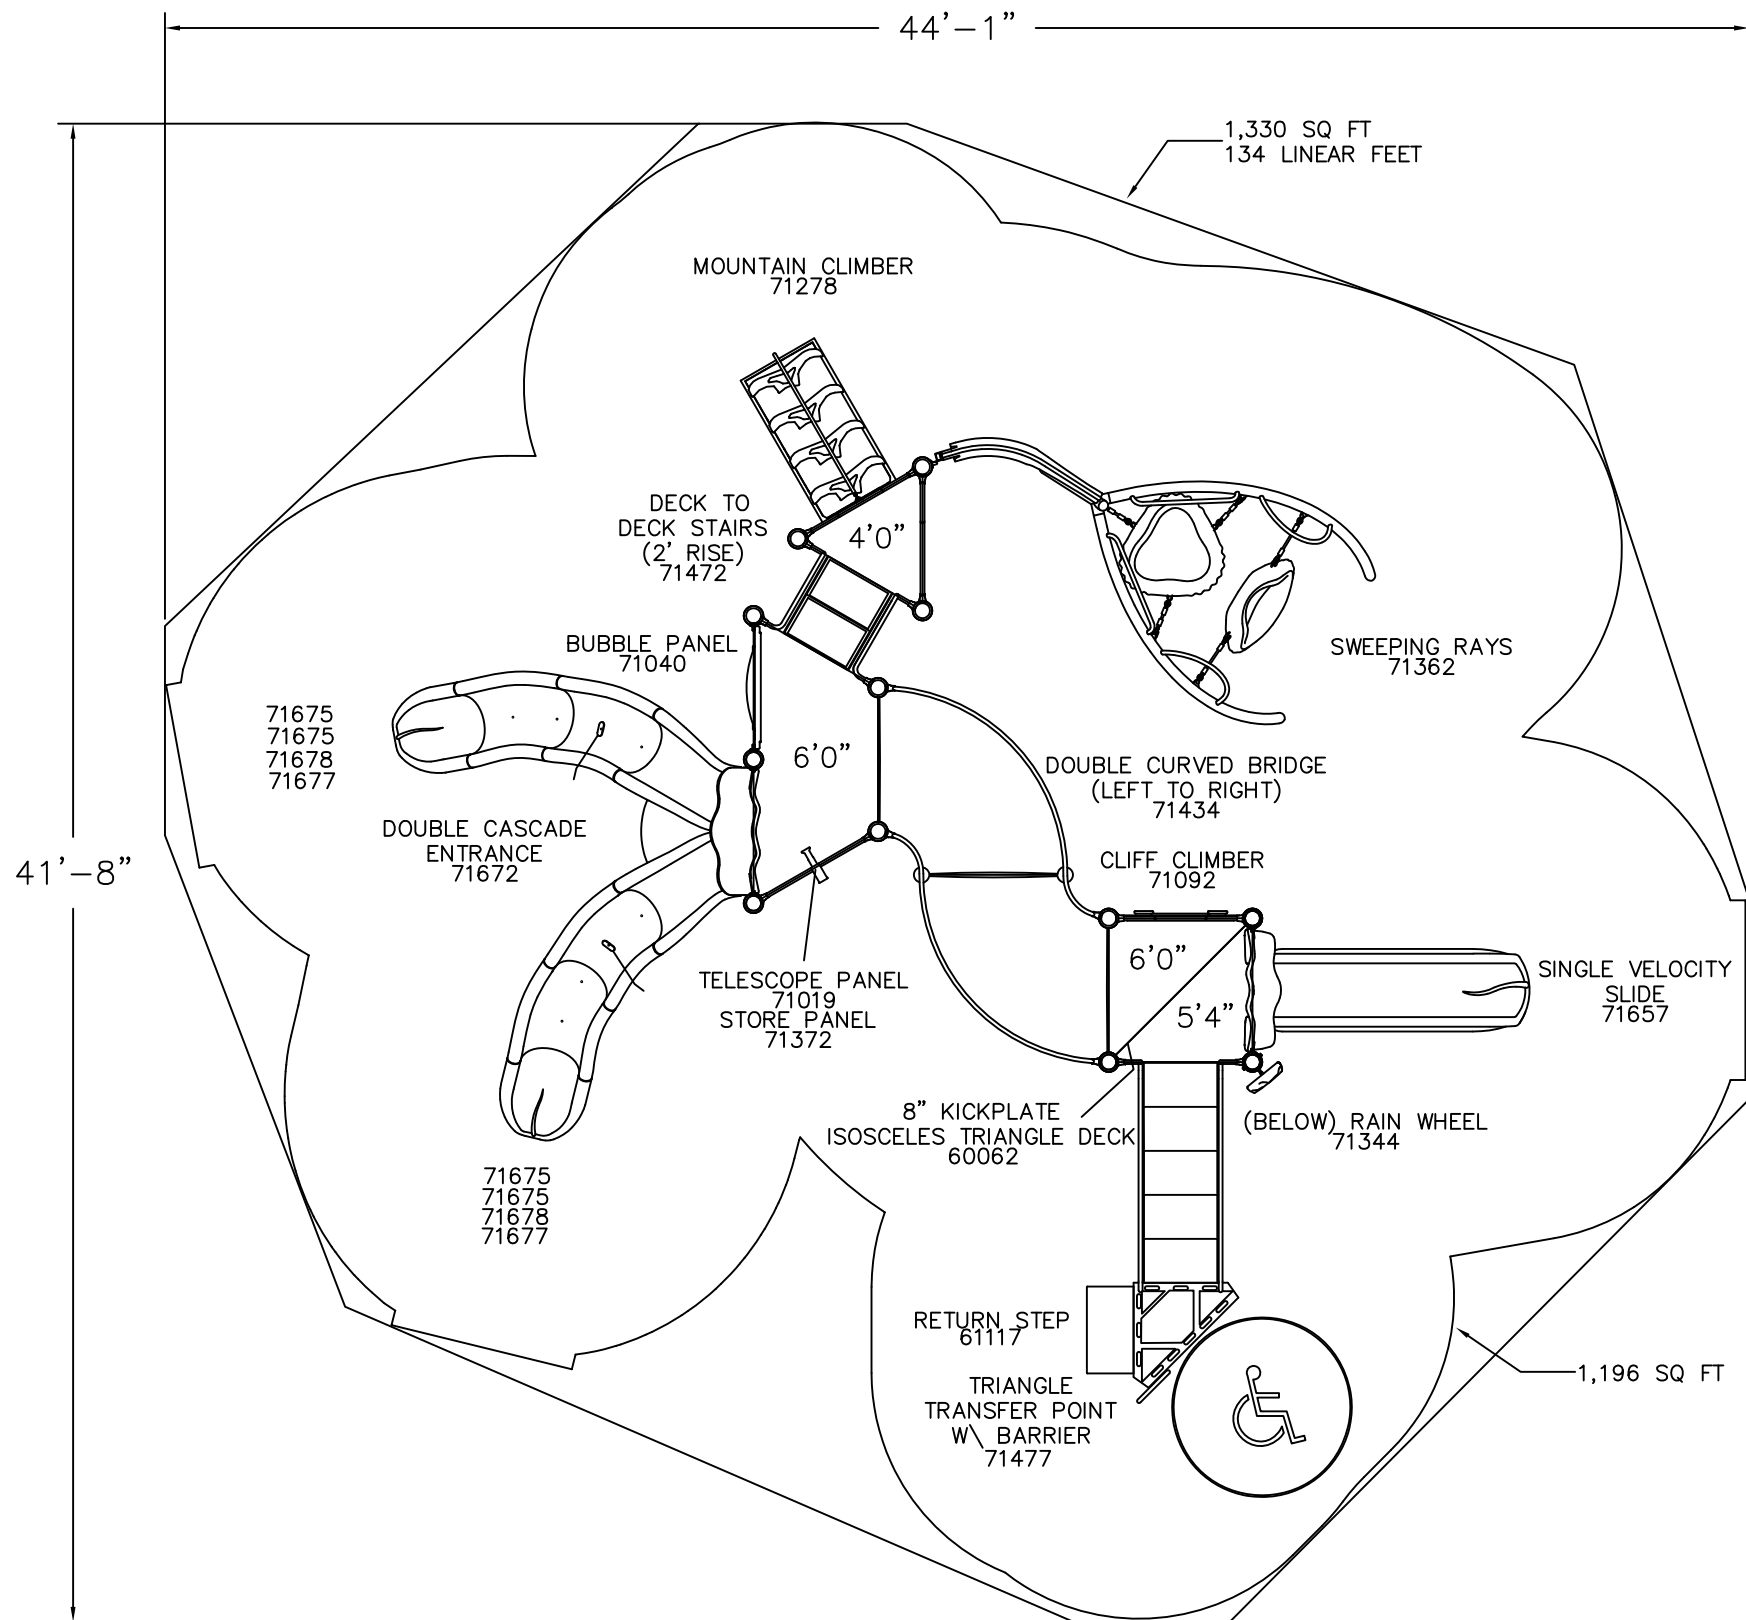 44'-1"
1,330 SQ FT
134 LINEAR FEET
MOUNTAIN CLIMBER
71278
DECK TO
DECK STAIRS
(2' RISE)
71472
4'0"
BUBBLE PANEL
71040
SWEEPING RAYS
71362
71675
71675
71678
71677
6'0"
DOUBLE CURVED BRIDGE
(LEFT TO RIGHT)
71434
DOUBLE CASCADE
ENTRANCE
71672
41'-8"
CLIFF CLIMBER
71092
6'0"
5'4"
TELESCOPE PANEL
71019
STORE PANEL
71372
SINGLE VELOCITY
SLIDE
71657
8" KICKPLATE
ISOSCELES TRIANGLE DECK
60062
(BELOW) RAIN WHEEL
71344
71675
71675
71678
71677
RETURN STEP
61117
TRIANGLE
TRANSFER POINT
W\ BARRIER
71477
1,196 SQ FT